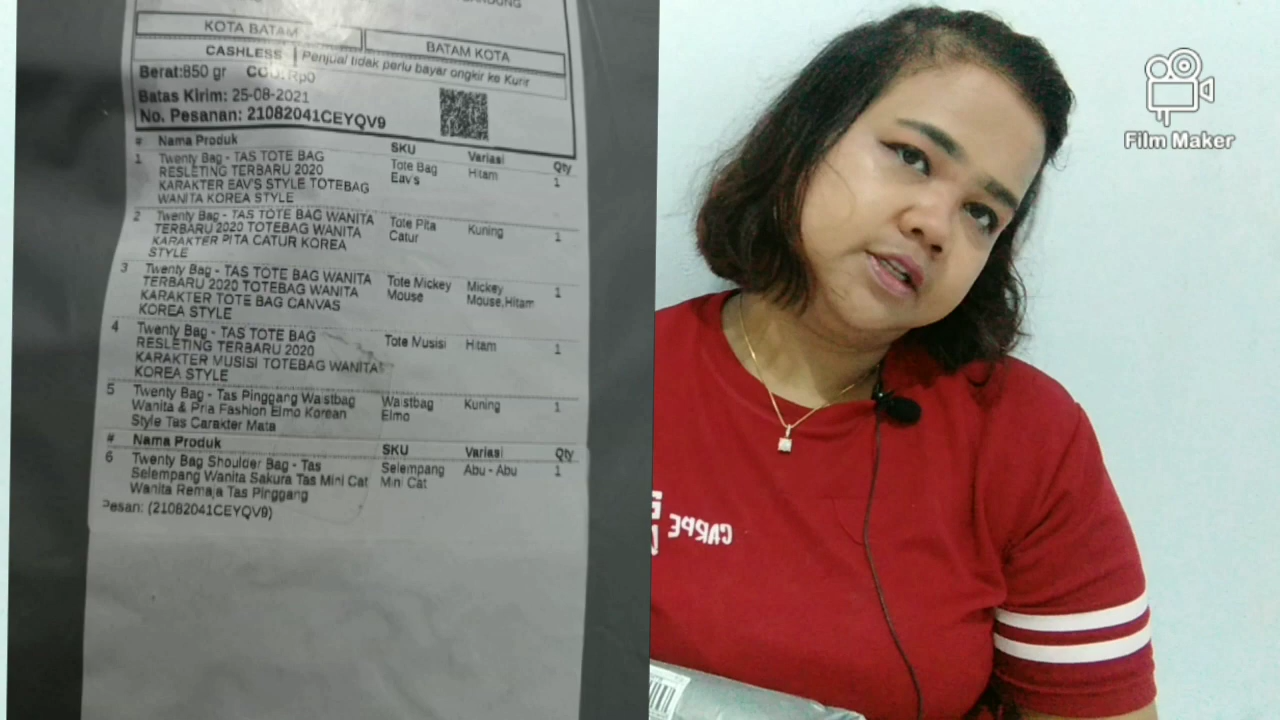 BANDUNG
KOTA BATAM
BATAM KOTA
CASHLESS Penjual tidak perlu bayar ongkir ke Kurir
Berat:850 gr COD: Rp0
Batas Kirim: 25-08-2021
No. Pesanan: 21082041CEYQV9
# Nama Produk SKU Variasi Qty
1 Twenty Bag - TAS TOTE BAG Tote Bag Hitam 1
RESLETING TERBARU 2020 Eav's
KARAKTER EAV'S STYLE TOTEBAG
WANITA KOREA STYLE
2 Twenty Bag - TAS TOTE BAG WANITA Tote Pita Kuning 1
TERBARU 2020 TOTEBAG WANITA Catur
KARAKTER PITA CATUR KOREA
STYLE
3 Twenty Bag - TAS TOTE BAG WANITA Tote Mickey Mickey 1
TERBARU 2020 TOTEBAG WANITA Mouse Mouse,Hitam
KARAKTER TOTE BAG CANVAS
KOREA STYLE
4 Twenty Bag - TAS TOTE BAG Tote Musisi Hitam 1
RESLETING TERBARU 2020
KARAKTER MUSISI TOTEBAG WANITA
KOREA STYLE
5 Twenty Bag - Tas Pinggang Waistbag Waistbag Kuning 1
Wanita & Pria Fashion Elmo Korean Elmo
Style Tas Carakter Mata
# Nama Produk SKU Variasi Qty
6 Twenty Bag Shoulder Bag - Tas Selempang Abu - Abu 1
Selempang Wanita Sakura Tas Mini Cat Mini Cat
Wanita Remaja Tas Pinggang
Pesan: (21082041CEYQV9)
Film Maker
CARPE